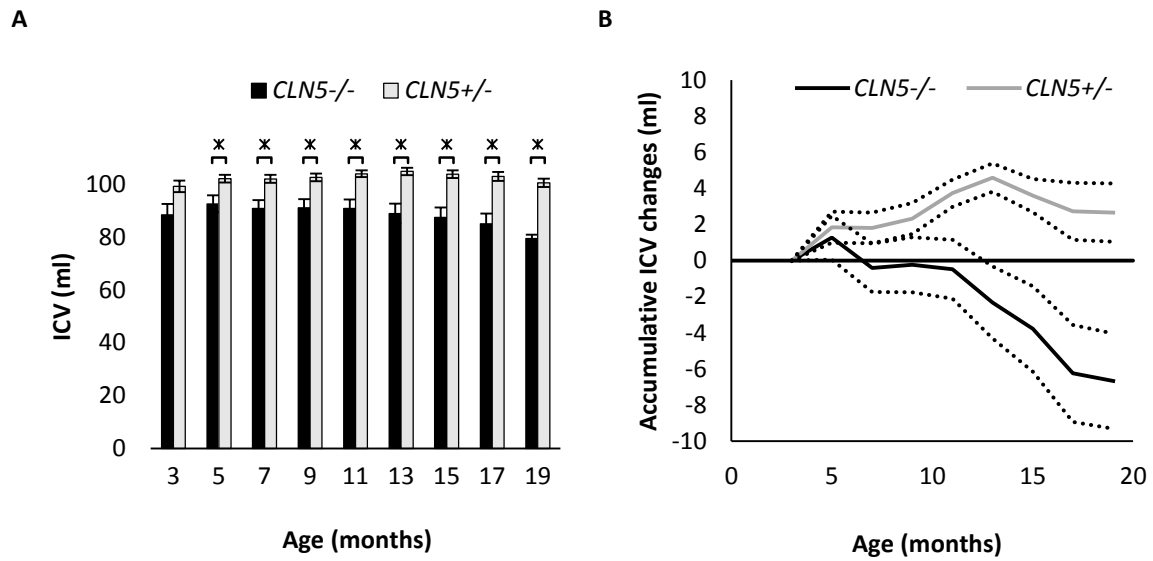 A
CLN5-/- CLN5+/-
* * * * * * * *
100
80
60
40
20
0
ICV (ml)
3 5 7 9 11 13 15 17 19
Age (months)
B
CLN5-/- CLN5+/-
10
8
6
4
2
0
-2
-4
-6
-8
-10
Accumulative ICV changes (ml)
0 5 10 15 20
Age (months)